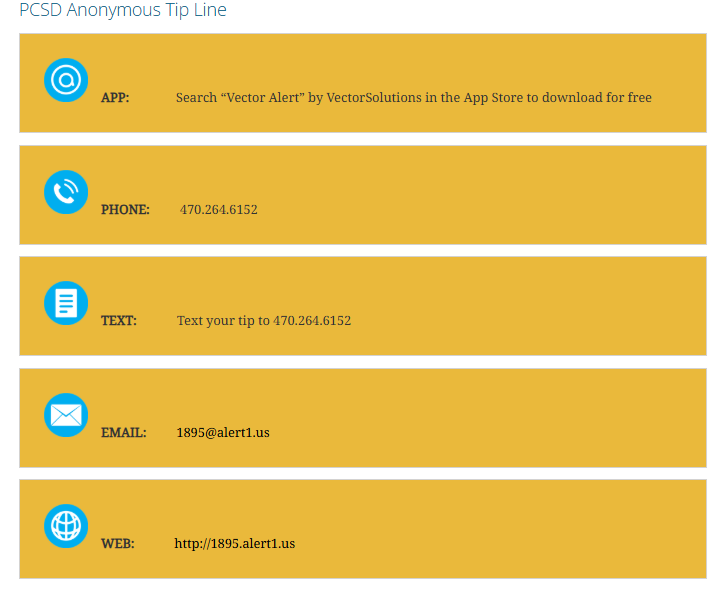 PCSD Anonymous Tip Line
APP: Search “Vector Alert” by VectorSolutions in the App Store to download for free
PHONE: 470.264.6152
TEXT: Text your tip to 470.264.6152
EMAIL: 1895@alert1.us
WEB: http://1895.alert1.us